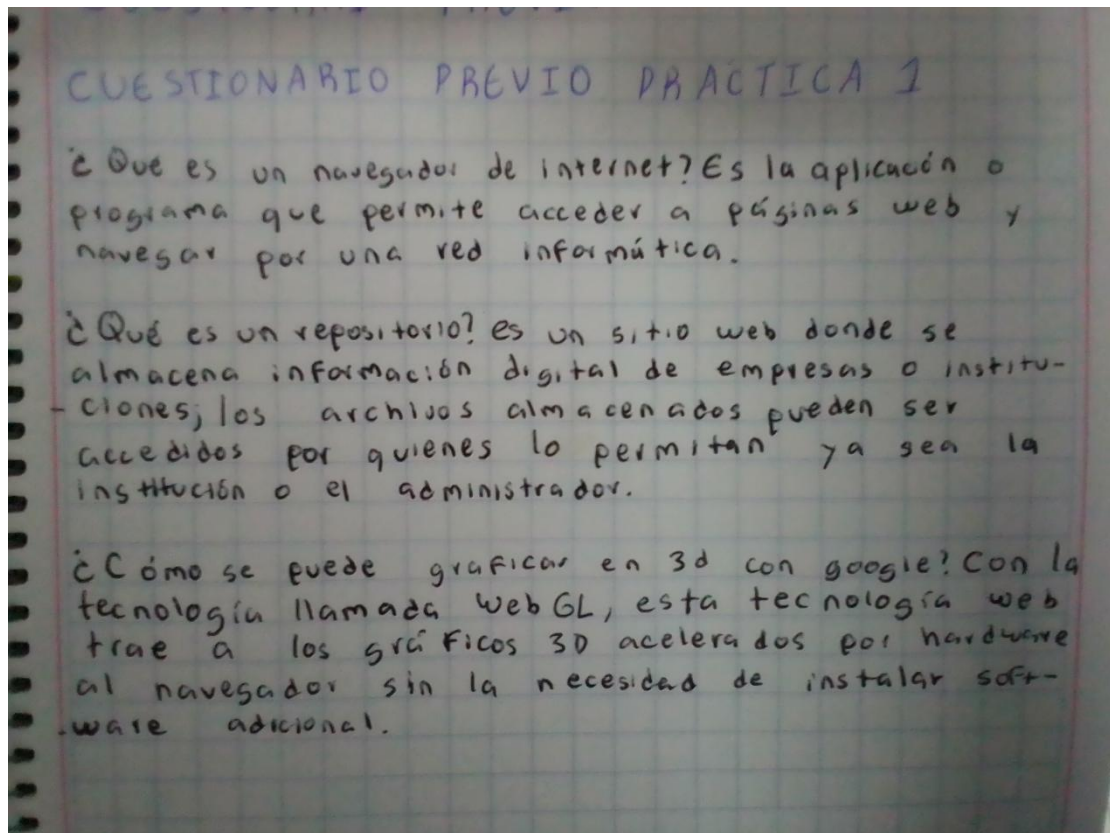 CUESTIONARIO PREVIO PRACTICA 1
¿Que es un navegador de internet? Es la aplicación o
programa que permite acceder a páginas web y
navegar por una red informática.
¿Qué es un repositorio? es un sitio web donde se
almacena información digital de empresas o institu-
-ciones; los archivos almacenados pueden ser
accedidos por quienes lo permitan ya sea la
institución o el administrador.
¿Cómo se puede graficar en 3d con google? Con la
tecnología llamada WebGL, esta tecnología web
trae a los gráficos 3D acelerados por hardware
al navegador sin la necesidad de instalar soft-
-ware adicional.